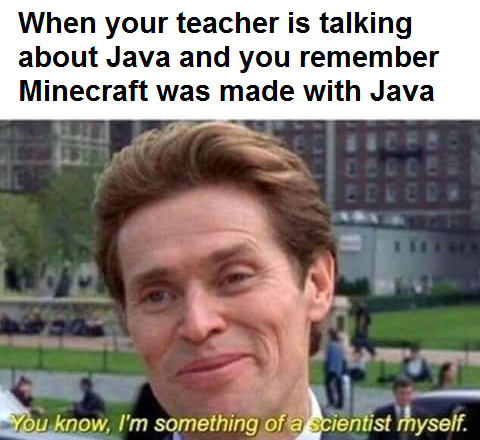 When your teacher is talking
about Java and you remember
Minecraft was made with Java
You know, I'm something of a scientist myself.